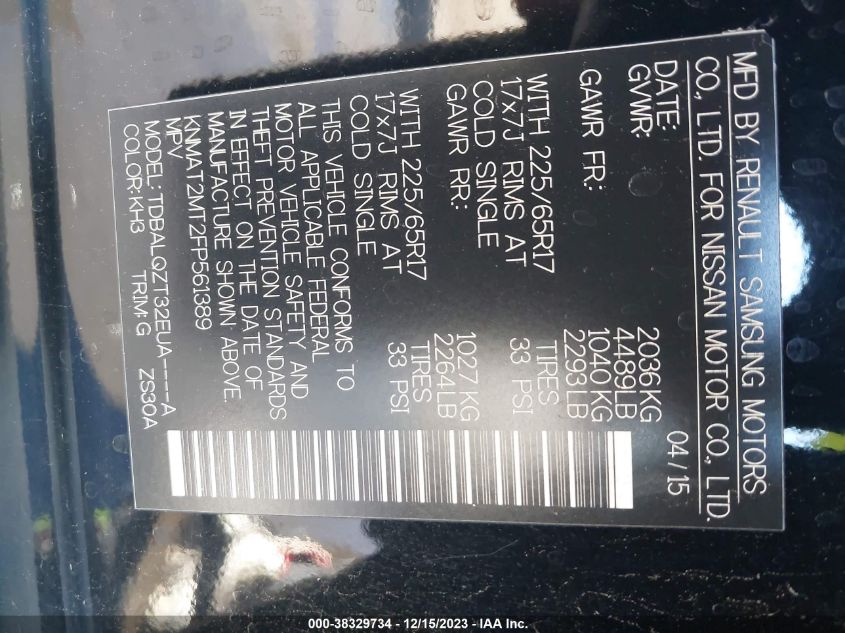 MFD BY RENAULT SAMSUNG MOTORS
CO., LTD. FOR NISSAN MOTOR CO., LTD.
DATE: 04/15
GVWR: 2036KG
4489LB
GAWR FR: 1040KG
2293LB
WITH 225/65R17 TIRES
17x7J RIMS AT 33 PSI
COLD SINGLE
GAWR RR: 1027KG
2264LB
WITH 225/65R17 TIRES
17x7J RIMS AT 33 PSI
COLD SINGLE
THIS VEHICLE CONFORMS TO
ALL APPLICABLE FEDERAL
MOTOR VEHICLE SAFETY AND
THEFT PREVENTION STANDARDS
IN EFFECT ON THE DATE OF
MANUFACTURE SHOWN ABOVE.
KNMAT2MT2FP561389
MPV
MODEL: TDBALQZT32EUA----A
COLOR:KH3 TRIM:G ZS30A
000-38329734 - 12/15/2023 - IAA Inc.